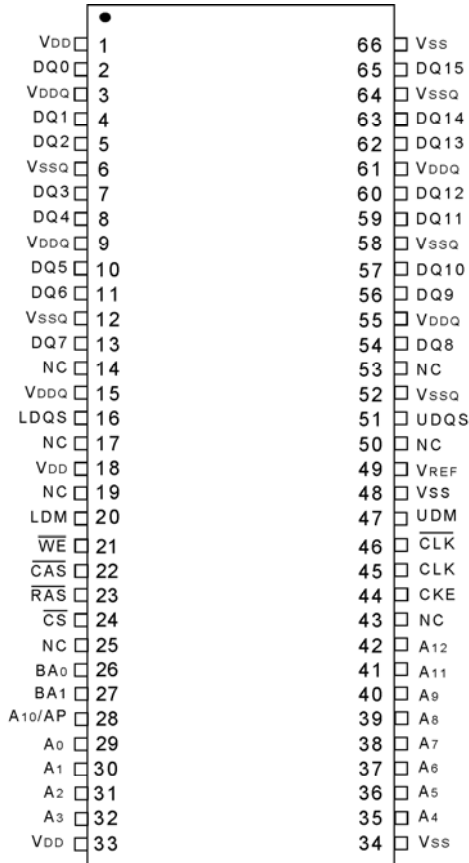 VDD 1 66 VSS
DQ0 2 65 DQ15
VDDQ 3 64 VSSQ
DQ1 4 63 DQ14
DQ2 5 62 DQ13
VSSQ 6 61 VDDQ
DQ3 7 60 DQ12
DQ4 8 59 DQ11
VDDQ 9 58 VSSQ
DQ5 10 57 DQ10
DQ6 11 56 DQ9
VSSQ 12 55 VDDQ
DQ7 13 54 DQ8
NC 14 53 NC
VDDQ 15 52 VSSQ
LDQS 16 51 UDQS
NC 17 50 NC
VDD 18 49 VREF
NC 19 48 VSS
LDM 20 47 UDM
W̅E̅ 21 46 C̅L̅K̅
C̅A̅S̅ 22 45 CLK
R̅A̅S̅ 23 44 CKE
C̅S̅ 24 43 NC
NC 25 42 A12
BA0 26 41 A11
BA1 27 40 A9
A10/AP 28 39 A8
A0 29 38 A7
A1 30 37 A6
A2 31 36 A5
A3 32 35 A4
VDD 33 34 VSS